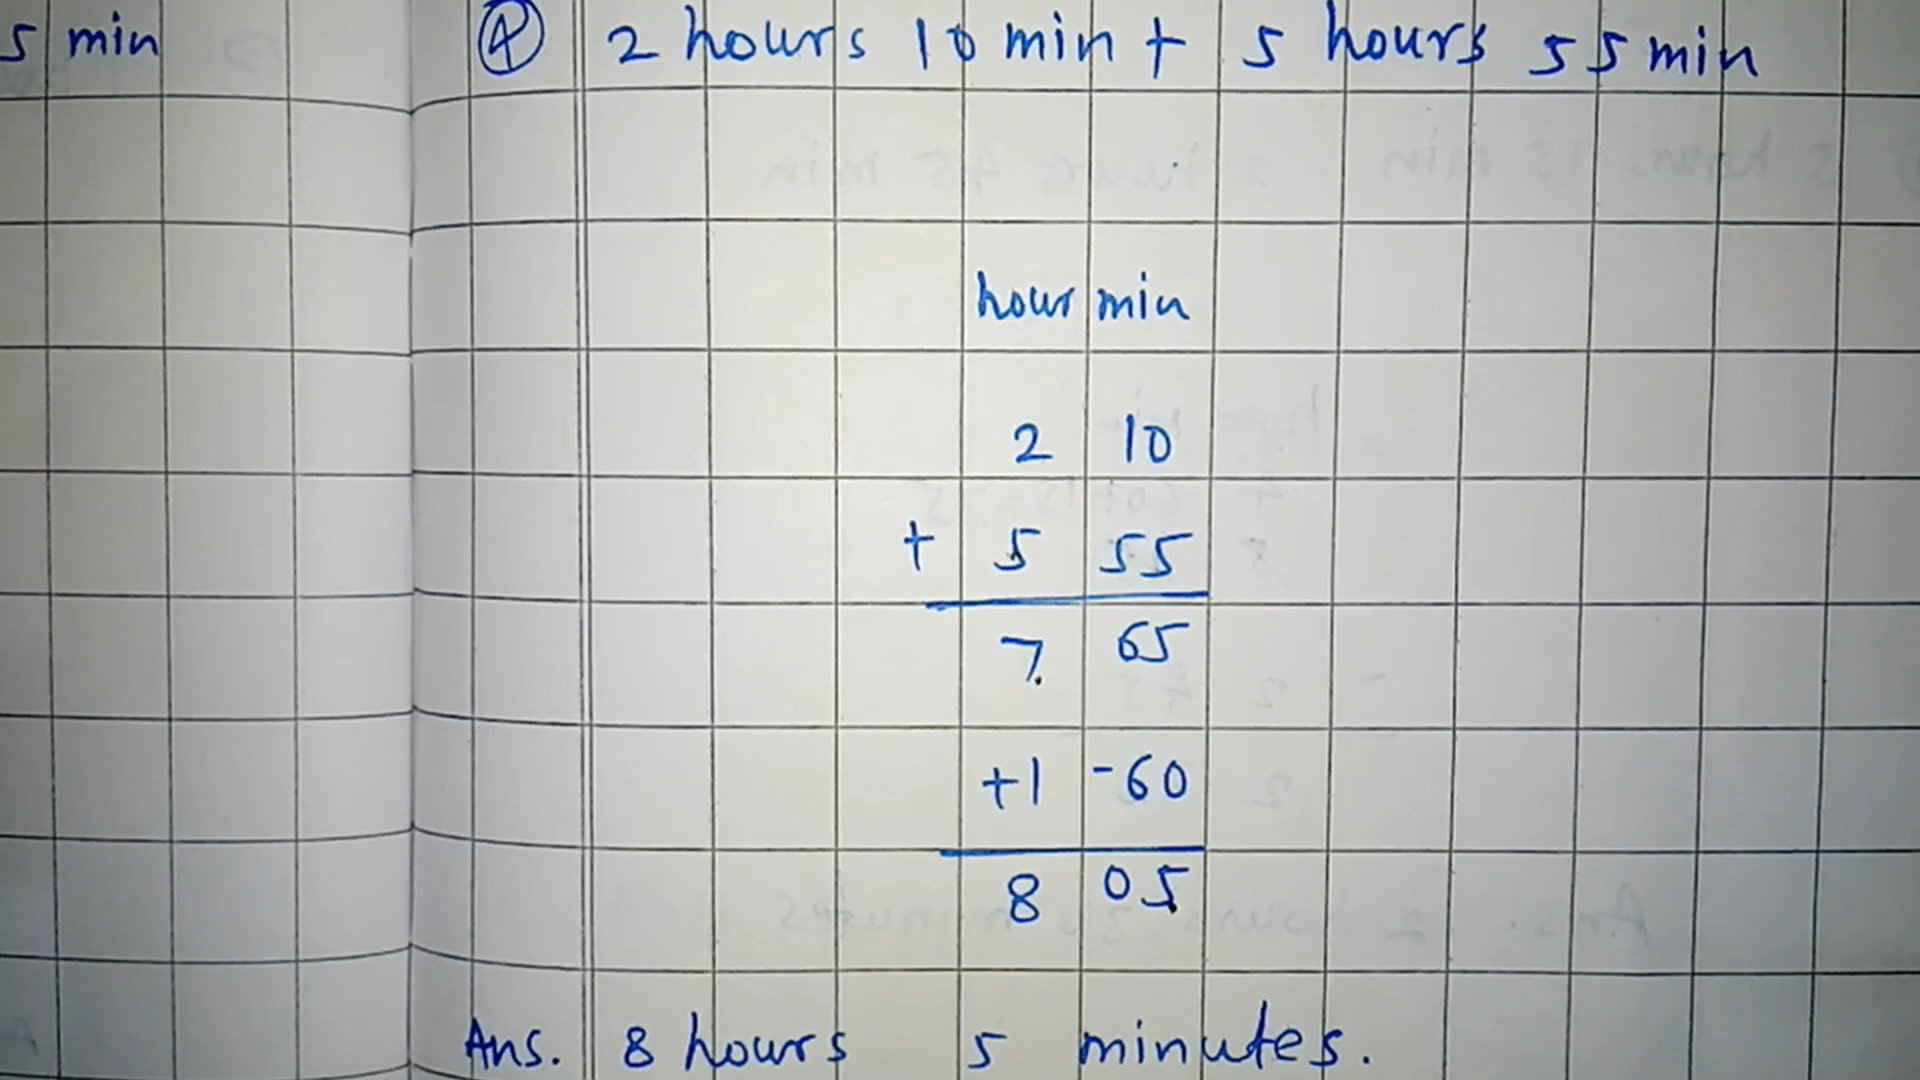 5 min
④ 2 hours 10 min + 5 hours 55 min
hour min
2 10
+ 5 55
7 65
+1 -60
8 05
Ans. 8 hours 5 minutes.